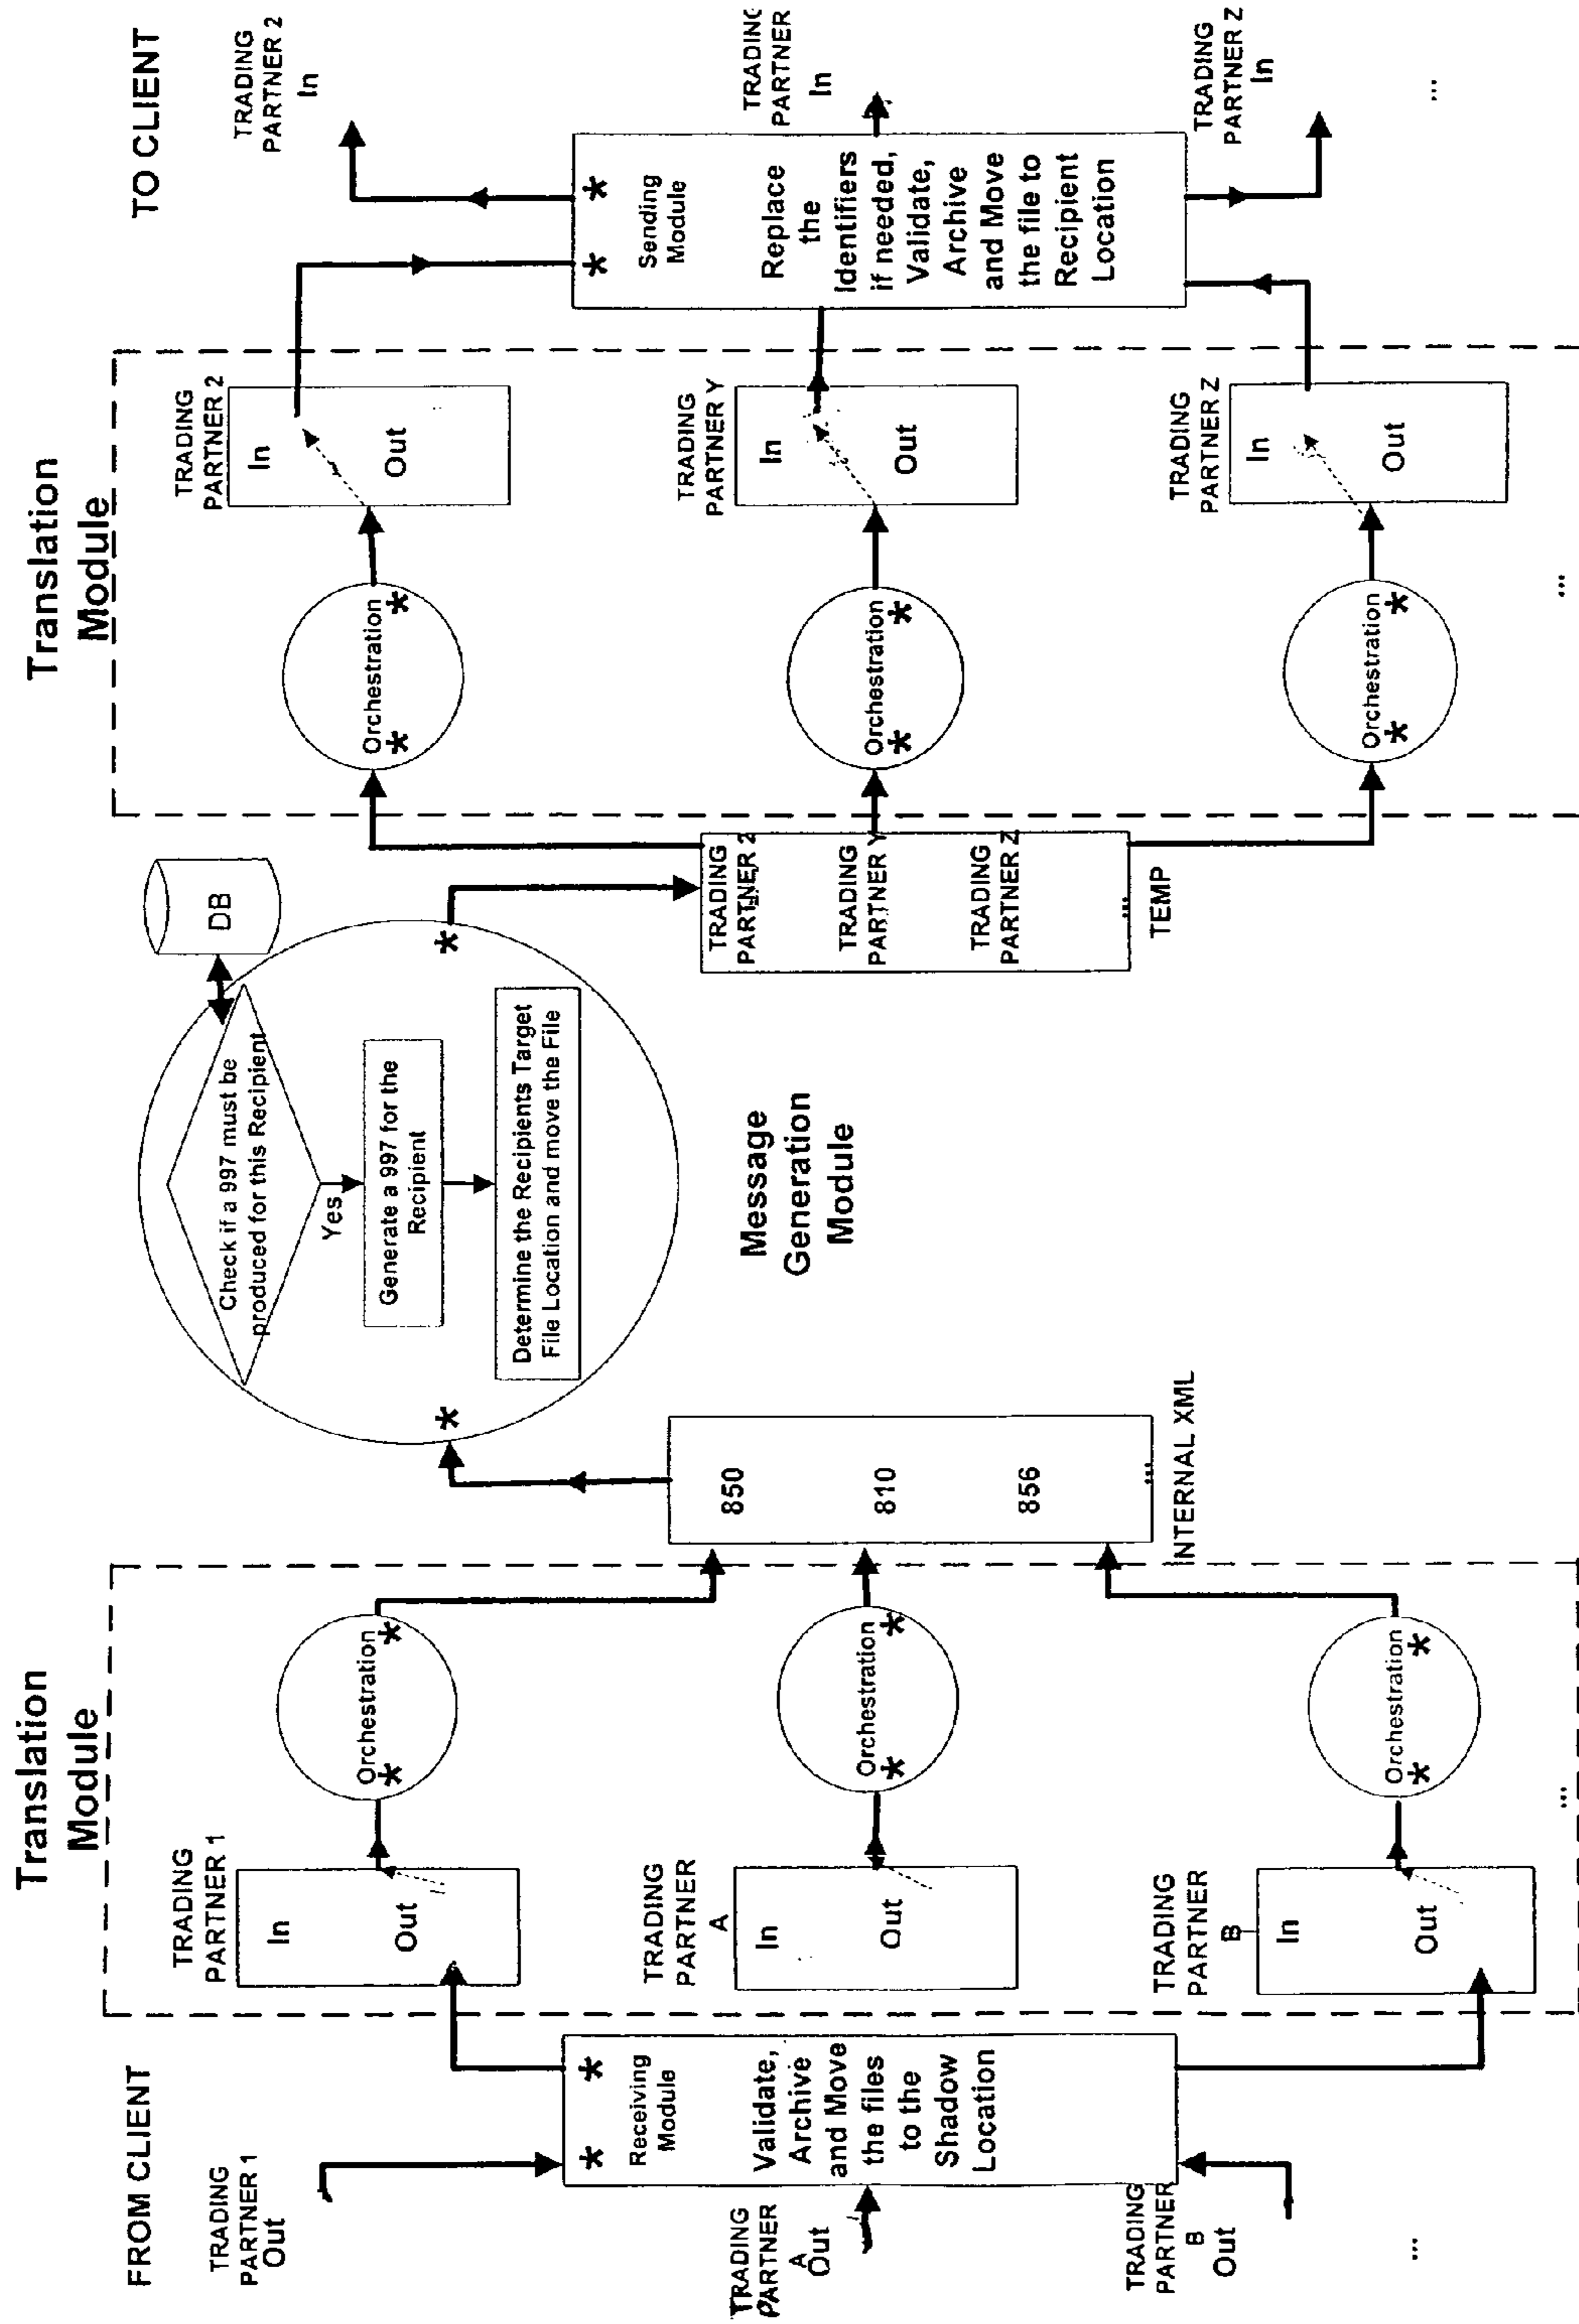 FROM CLIENT
TRADING
PARTNER 1
Out
TRADING
PARTNER
A
Out
TRADING
PARTNER
B
Out
...
*
*
Receiving
Module
Validate,
Archive
and Move
the files
to the
Shadow
Location
Translation
Module
TRADING
PARTNER 1
In
Out
Orchestration
*
*
TRADING
PARTNER
A
In
Out
Orchestration
*
*
TRADING
PARTNER
B
In
Out
Orchestration
*
*
...
850
810
856
...
INTERNAL XML
*
*
Check if a 997 must be
produced for this Recipient
DB
Yes
Generate a 997 for the
Recipient
Determine the Recipients Target
File Location and move the File
Message
Generation
Module
TRADING
PARTNER 2
TRADING
PARTNER Y
TRADING
PARTNER Z
...
TEMP
Translation
Module
Orchestration
*
*
TRADING
PARTNER 2
In
Out
Orchestration
*
*
TRADING
PARTNER Y
In
Out
Orchestration
*
*
TRADING
PARTNER Z
In
Out
...
*
*
Sending
Module
Replace
the
Identifiers
if needed,
Validate,
Archive
and Move
the file to
Recipient
Location
TO CLIENT
TRADING
PARTNER 2
In
TRADING
PARTNER
In
TRADING
PARTNER Z
In
...